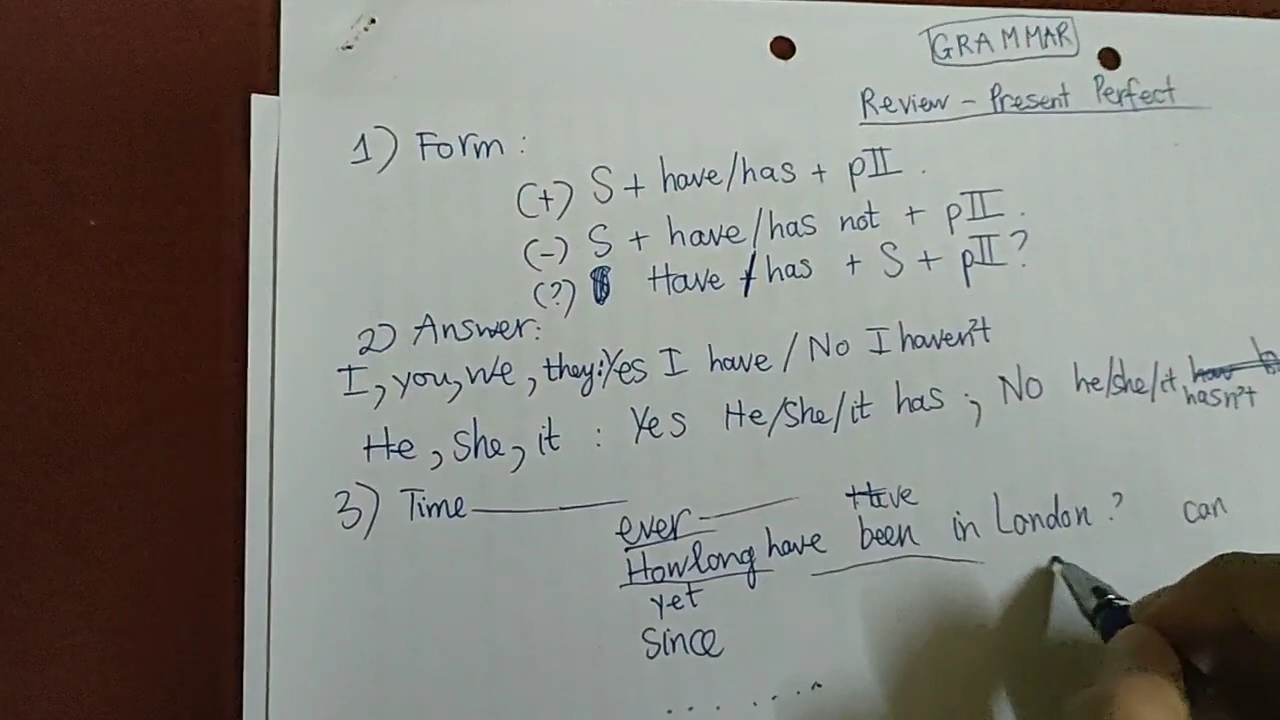 GRAMMAR
Review - Present Perfect
1) Form :
(+) S + have/has + pII .
(-) S + have/has not + pII .
(?) Have / has + S + pII ?
2) Answer:
I, you, we, they: Yes I have / No I haven't
He, she, it : Yes He/she/it has ; No he/she/it hasn't
3) Time
ever Have
How long have been in London ? can
yet
since
.......